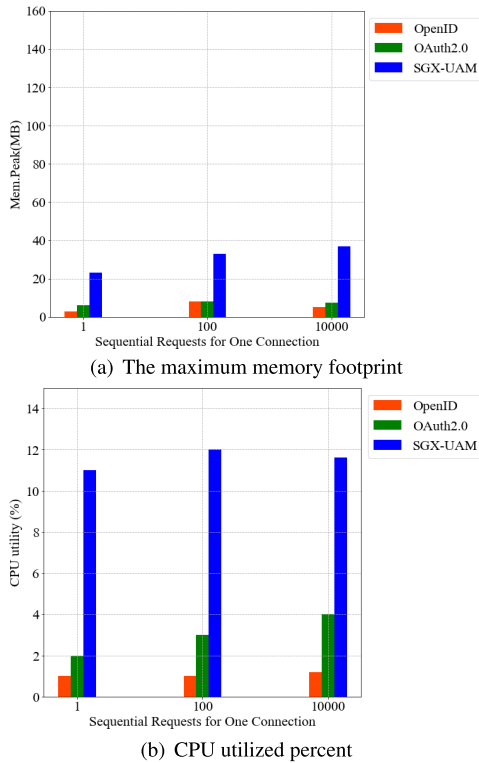 160
140
120
100
80
60
40
20
0
Mem.Peak(MB)
1 100 10000
Sequential Requests for One Connection
OpenID
OAuth2.0
SGX-UAM
(a) The maximum memory footprint
14
12
10
8
6
4
2
0
CPU utility (%)
1 100 10000
Sequential Requests for One Connection
OpenID
OAuth2.0
SGX-UAM
(b) CPU utilized percent